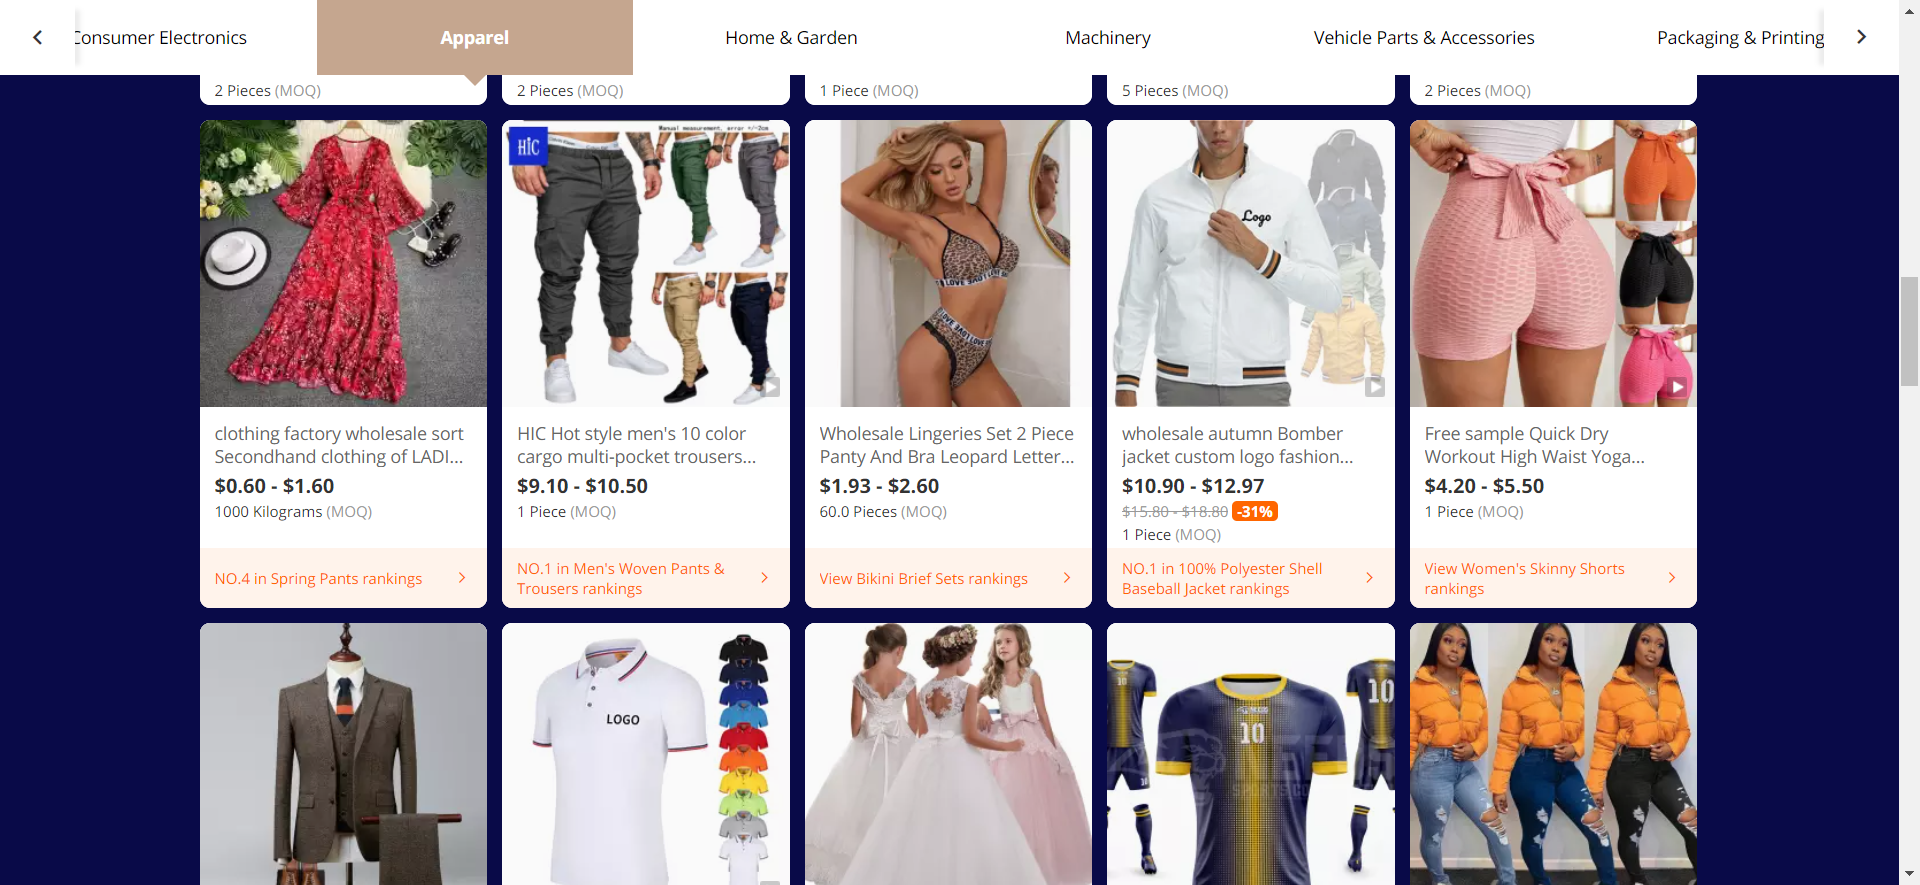 Consumer Electronics
Apparel
Home & Garden
Machinery
Vehicle Parts & Accessories
Packaging & Printing
2 Pieces (MOQ)
2 Pieces (MOQ)
1 Piece (MOQ)
5 Pieces (MOQ)
2 Pieces (MOQ)
HiC
Manual measurement, error +/-2cm
LOVE
LOVE
Logo
clothing factory wholesale sort
Secondhand clothing of LADI...
$0.60 - $1.60
1000 Kilograms (MOQ)
NO.4 in Spring Pants rankings
HIC Hot style men's 10 color
cargo multi-pocket trousers...
$9.10 - $10.50
1 Piece (MOQ)
NO.1 in Men's Woven Pants &
Trousers rankings
Wholesale Lingeries Set 2 Piece
Panty And Bra Leopard Letter...
$1.93 - $2.60
60.0 Pieces (MOQ)
View Bikini Brief Sets rankings
wholesale autumn Bomber
jacket custom logo fashion...
$10.90 - $12.97
$15.80 - $18.80 -31%
1 Piece (MOQ)
NO.1 in 100% Polyester Shell
Baseball Jacket rankings
Free sample Quick Dry
Workout High Waist Yoga...
$4.20 - $5.50
1 Piece (MOQ)
View Women's Skinny Shorts
rankings
LOGO
10
10
10